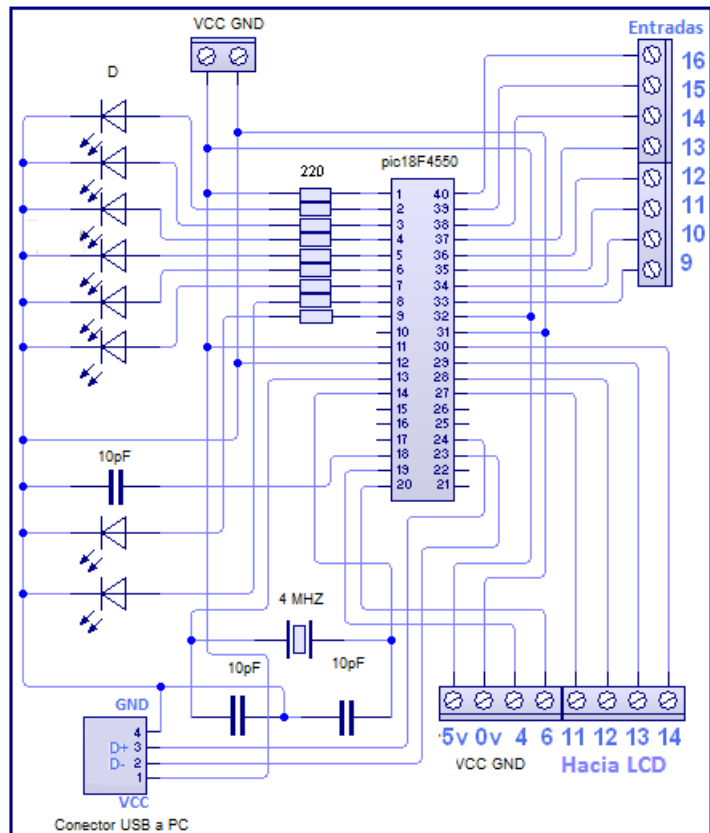 VCC GND
Entradas
D
16
15
14
13
12
11
10
9
220
pic18F4550
1 40
2 39
3 38
4 37
5 36
6 35
7 34
8 33
9 32
10 31
11 30
12 29
13 28
14 27
15 26
16 25
17 24
18 23
19 22
20 21
10pF
4 MHZ
10pF 10pF
GND
4
D+ 3
D- 2
1
VCC
Conector USB a PC
5v 0v 4 6 11 12 13 14
VCC GND Hacia LCD